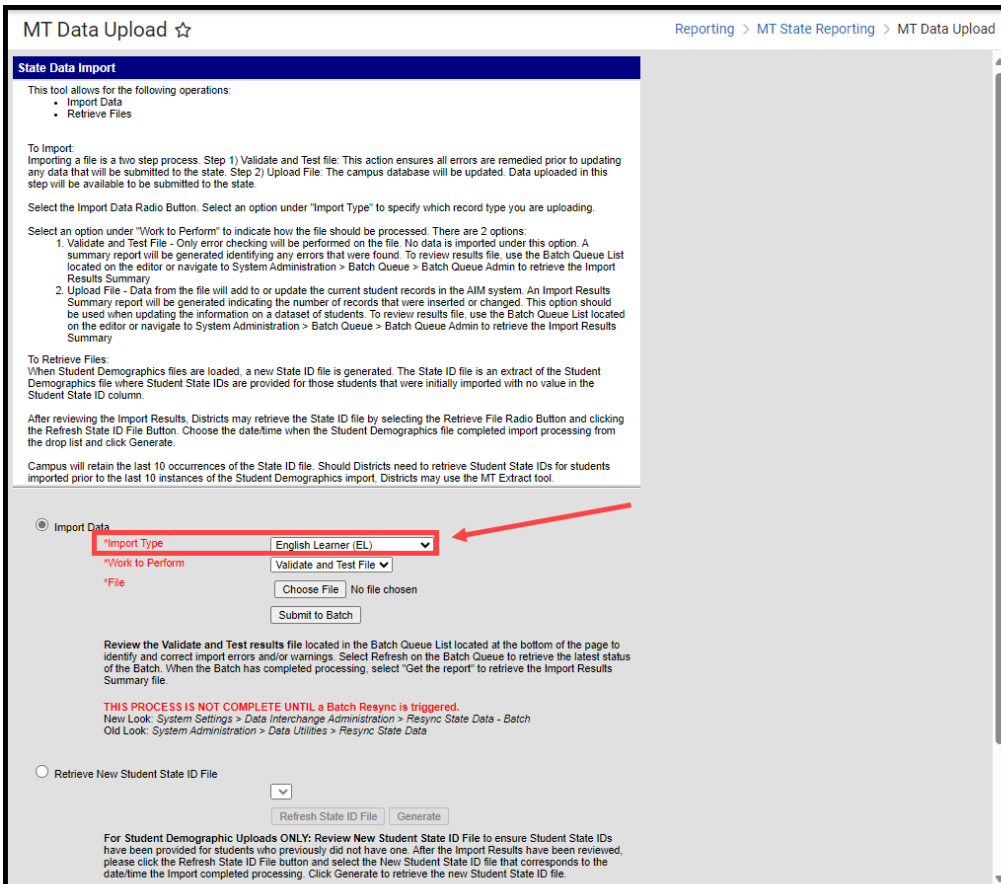 MT Data Upload ☆
Reporting > MT State Reporting > MT Data Upload
State Data Import
This tool allows for the following operations:
• Import Data
• Retrieve Files
To Import:
Importing a file is a two step process. Step 1) Validate and Test file: This action ensures all errors are remedied prior to updating
any data that will be submitted to the state. Step 2) Upload File: The campus database will be updated. Data uploaded in this
step will be available to be submitted to the state.
Select the Import Data Radio Button. Select an option under "Import Type" to specify which record type you are uploading.
Select an option under "Work to Perform" to indicate how the file should be processed. There are 2 options:
1. Validate and Test File - Only error checking will be performed on the file. No data is imported under this option. A
summary report will be generated identifying any errors that were found. To review results file, use the Batch Queue List
located on the editor or navigate to System Administration > Batch Queue > Batch Queue Admin to retrieve the Import
Results Summary
2. Upload File - Data from the file will add to or update the current student records in the AIM system. An Import Results
Summary report will be generated indicating the number of records that were inserted or changed. This option should
be used when updating the information on a dataset of students. To review results file, use the Batch Queue List located
on the editor or navigate to System Administration > Batch Queue > Batch Queue Admin to retrieve the Import Results
Summary
To Retrieve Files:
When Student Demographics files are loaded, a new State ID file is generated. The State ID file is an extract of the Student
Demographics file where Student State IDs are provided for those students that were initially imported with no value in the
Student State ID column.
After reviewing the Import Results, Districts may retrieve the State ID file by selecting the Retrieve File Radio Button and clicking
the Refresh State ID File Button. Choose the date/time when the Student Demographics file completed import processing from
the drop list and click Generate.
Campus will retain the last 10 occurrences of the State ID file. Should Districts need to retrieve Student State IDs for students
imported prior to the last 10 instances of the Student Demographics import, Districts may use the MT Extract tool.
Import Data
*Import Type English Learner (EL)
*Work to Perform Validate and Test File
*File Choose File No file chosen
Submit to Batch
Review the Validate and Test results file located in the Batch Queue List located at the bottom of the page to
identify and correct import errors and/or warnings. Select Refresh on the Batch Queue to retrieve the latest status
of the Batch. When the Batch has completed processing, select "Get the report" to retrieve the Import Results
Summary file.
THIS PROCESS IS NOT COMPLETE UNTIL a Batch Resync is triggered.
New Look: System Settings > Data Interchange Administration > Resync State Data - Batch
Old Look: System Administration > Data Utilities > Resync State Data
Retrieve New Student State ID File
Refresh State ID File Generate
For Student Demographic Uploads ONLY: Review New Student State ID File to ensure Student State IDs
have been provided for students who previously did not have one. After the Import Results have been reviewed,
please click the Refresh State ID File button and select the New Student State ID file that corresponds to the
date/time the Import completed processing. Click Generate to retrieve the new Student State ID file.